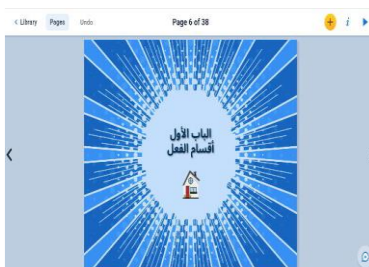 < Library Pages Undo Page 6 of 38
الباب الأول
أقسام الفعل